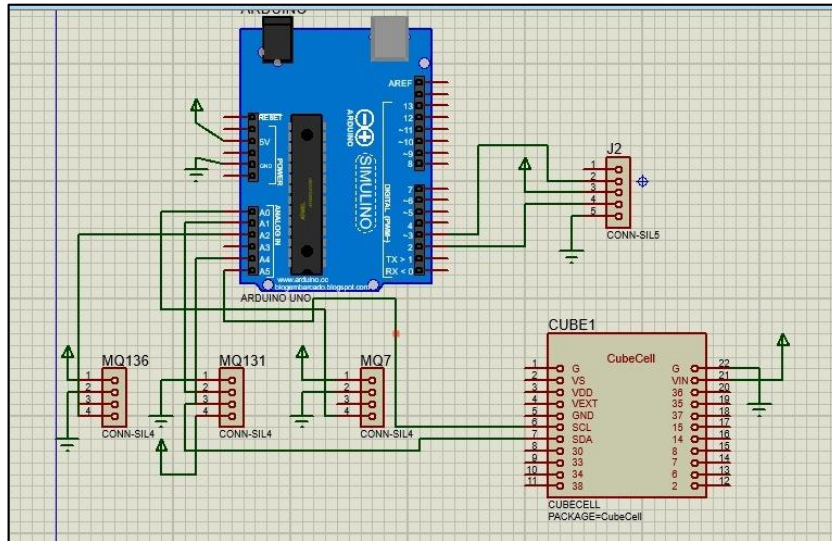 ARDUINO
AREF
13
12
~11
~10
~9
8
7
~6
~5
4
~3
2
TX > 1
RX < 0
RESET
5V
GND
POWER
A0
A1
A2
A3
A4
A5
ANALOG IN
ARDUINO
SIMULINO
DIGITAL (PWM~)
www.arduino.cc
blogembarcado.blogspot.com
ARDUINO UNO
J2
1
2
3
4
5
CONN-SIL5
MQ136
1
2
3
4
CONN-SIL4
MQ131
1
2
3
4
CONN-SIL4
MQ7
1
2
3
4
CONN-SIL4
CUBE1
CubeCell
1 G
2 VS
3 VDD
4 VEXT
5 GND
6 SCL
7 SDA
8 30
9 33
10 34
11 38
G 22
VIN 21
36 20
35 19
37 18
15 17
14 16
8 15
7 14
6 13
2 12
CUBECELL
PACKAGE=CubeCell